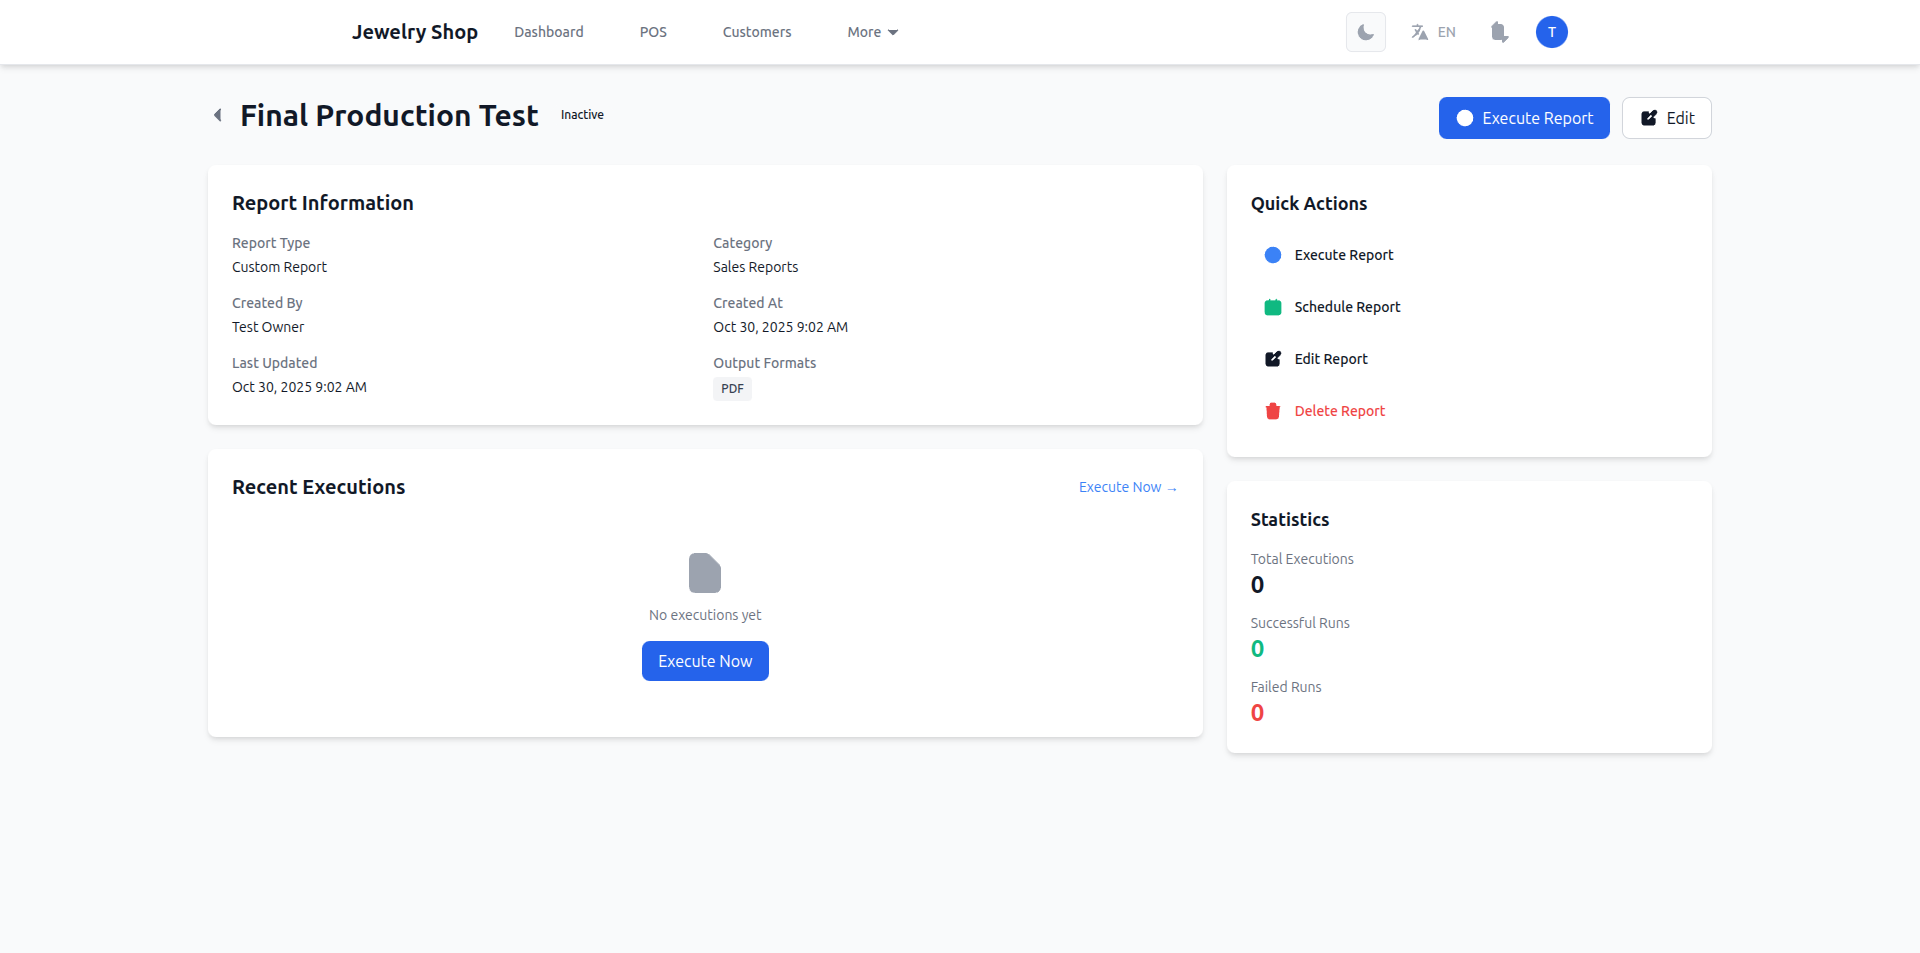 Jewelry Shop
Dashboard
POS
Customers
More
EN
T
Final Production Test
Inactive
Execute Report
Edit
Report Information
Report Type
Custom Report
Category
Sales Reports
Created By
Test Owner
Created At
Oct 30, 2025 9:02 AM
Last Updated
Oct 30, 2025 9:02 AM
Output Formats
PDF
Recent Executions
Execute Now →
No executions yet
Execute Now
Quick Actions
Execute Report
Schedule Report
Edit Report
Delete Report
Statistics
Total Executions
0
Successful Runs
0
Failed Runs
0